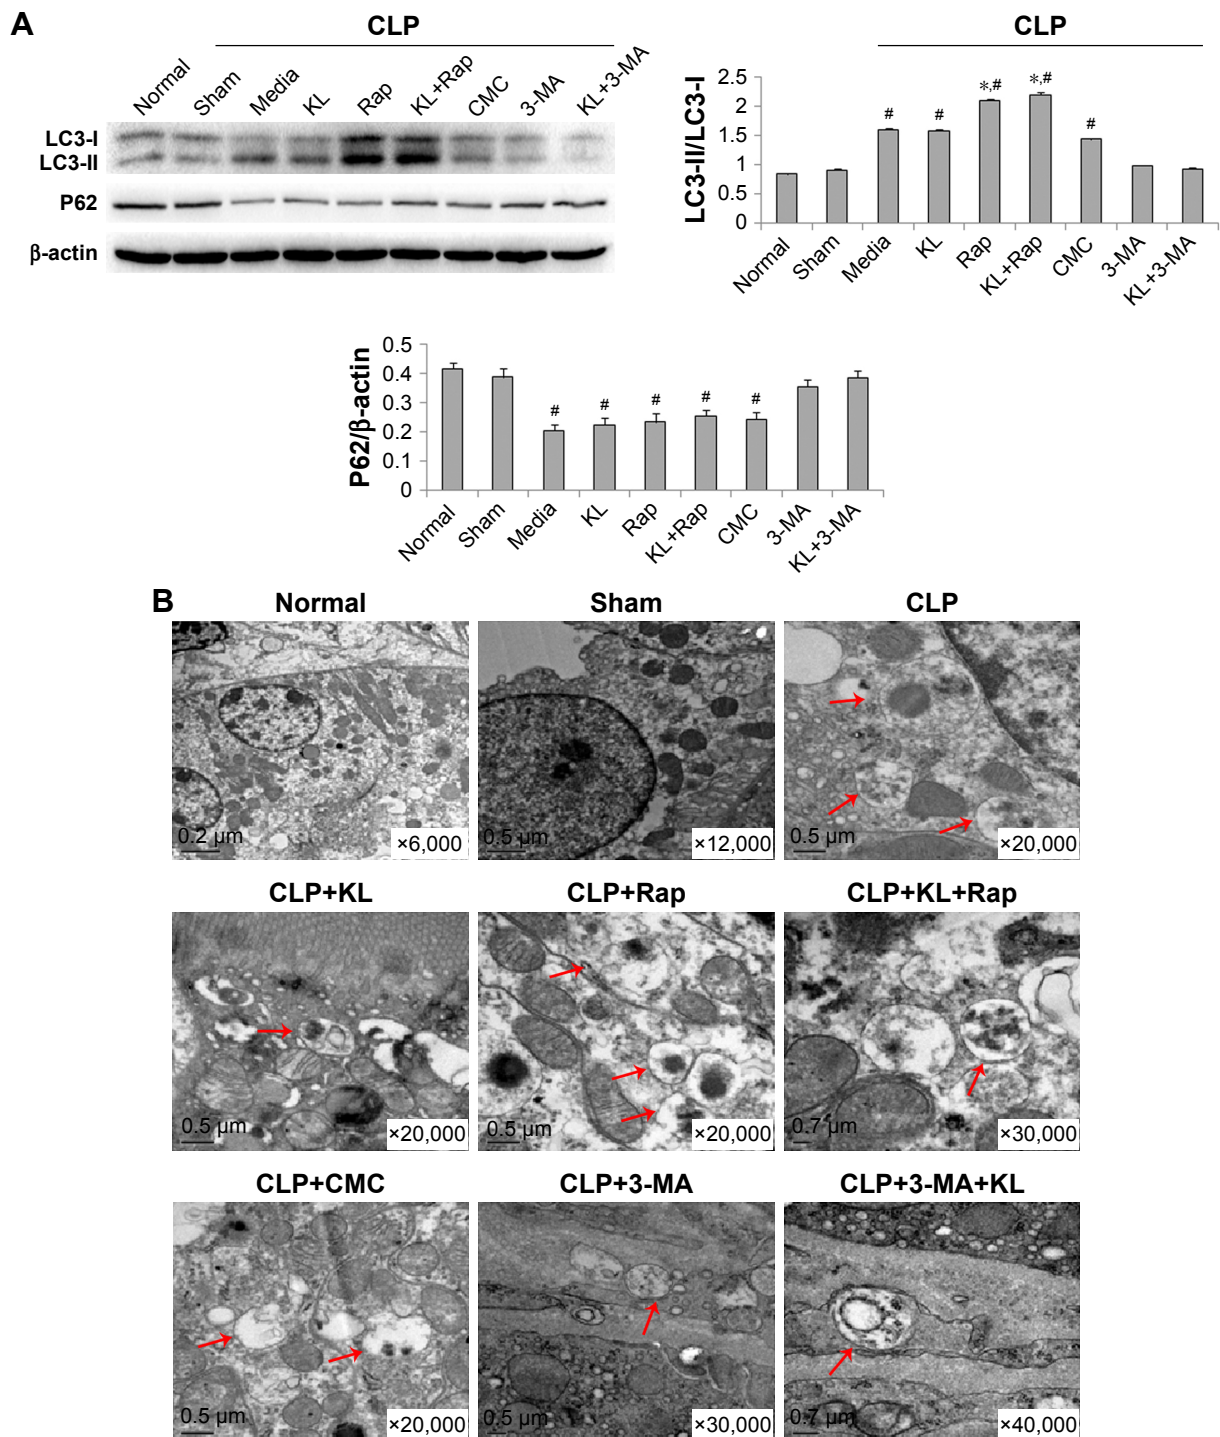 A
CLP
Normal
Sham
Media
KL
Rap
KL+Rap
CMC
3-MA
KL+3-MA
LC3-I
LC3-II
P62
β-actin
CLP
LC3-II/LC3-I
2.5
2
1.5
1
0.5
0
#
#
*,#
*,#
#
Normal
Sham
Media
KL
Rap
KL+Rap
CMC
3-MA
KL+3-MA
P62/β-actin
0.5
0.4
0.3
0.2
0.1
0
#
#
#
#
#
Normal
Sham
Media
KL
Rap
KL+Rap
CMC
3-MA
KL+3-MA
B
Normal
Sham
CLP
0.2 µm
×6,000
0.5 µm
×12,000
0.5 µm
×20,000
CLP+KL
CLP+Rap
CLP+KL+Rap
0.5 µm
×20,000
0.5 µm
×20,000
0.7 µm
×30,000
CLP+CMC
CLP+3-MA
CLP+3-MA+KL
0.5 µm
×20,000
0.5 µm
×30,000
0.7 µm
×40,000